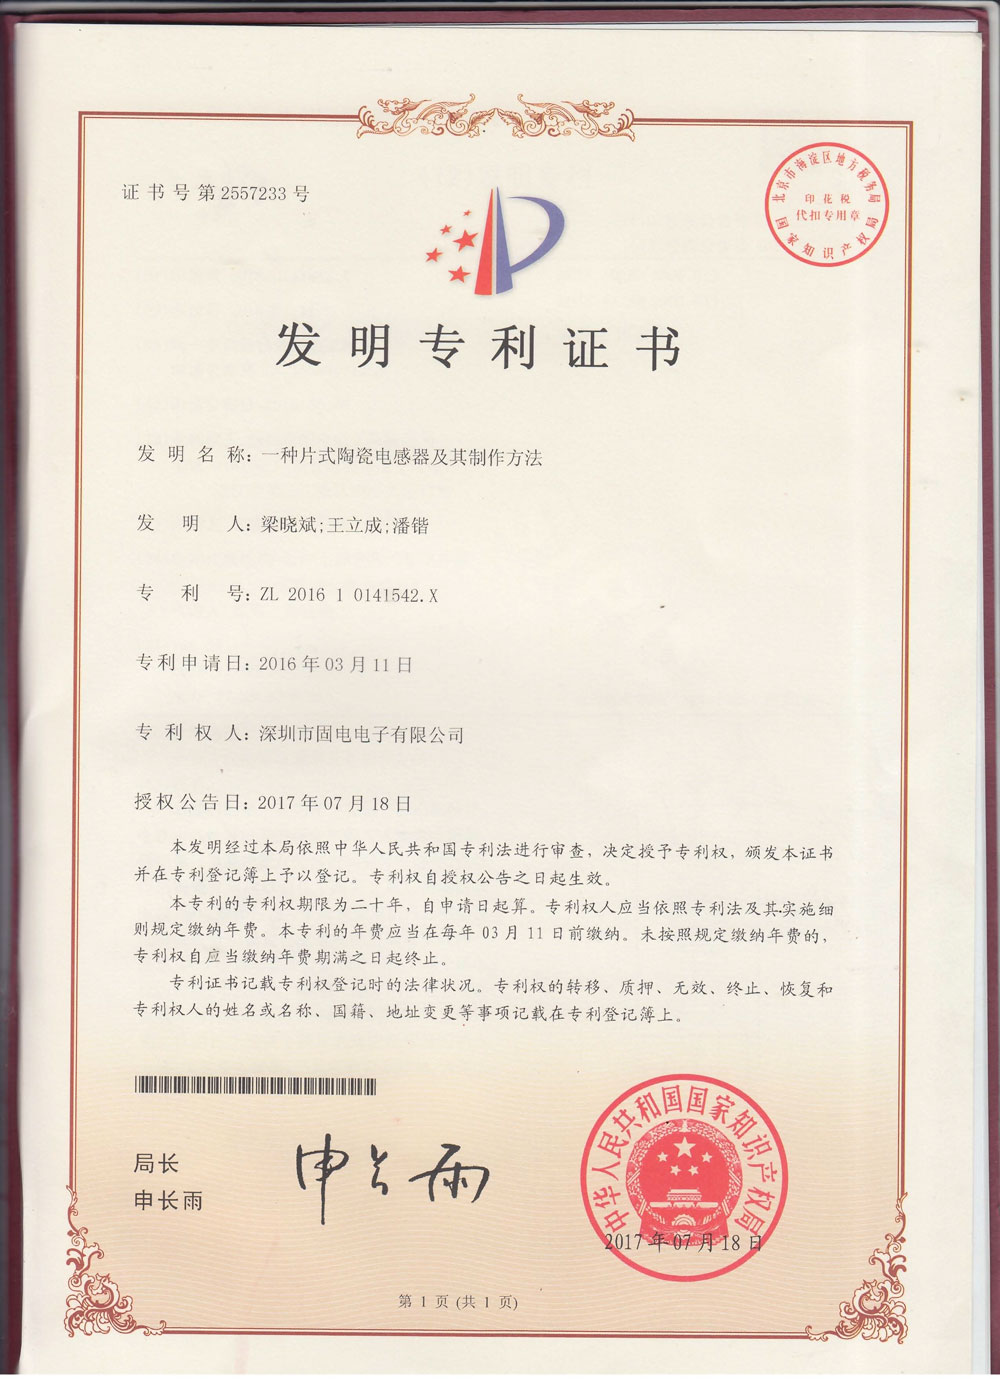 证书号第2557233号
北京市海淀区地方税务局
印花税
代扣专用章
国家知识产权局
发明专利证书
发明名称：一种片式陶瓷电感器及其制作方法
发明人：梁晓斌;王立成;潘锴
专利号：ZL 2016 1 0141542.X
专利申请日：2016年03月11日
专利权人：深圳市固电电子有限公司
授权公告日：2017年07月18日
本发明经过本局依照中华人民共和国专利法进行审查，决定授予专利权，颁发本证书
并在专利登记簿上予以登记。专利权自授权公告之日起生效。
本专利的专利权期限为二十年，自申请日起算。专利权人应当依照专利法及其实施细
则规定缴纳年费。本专利的年费应当在每年03月11日前缴纳。未按照规定缴纳年费的，
专利权自应当缴纳年费期满之日起终止。
专利证书记载专利权登记时的法律状况。专利权的转移、质押、无效、终止、恢复和
专利权人的姓名或名称、国籍、地址变更等事项记载在专利登记簿上。
局长
申长雨
申长雨
中华人民共和国国家知识产权局
2017年07月18日
第1页(共1页)